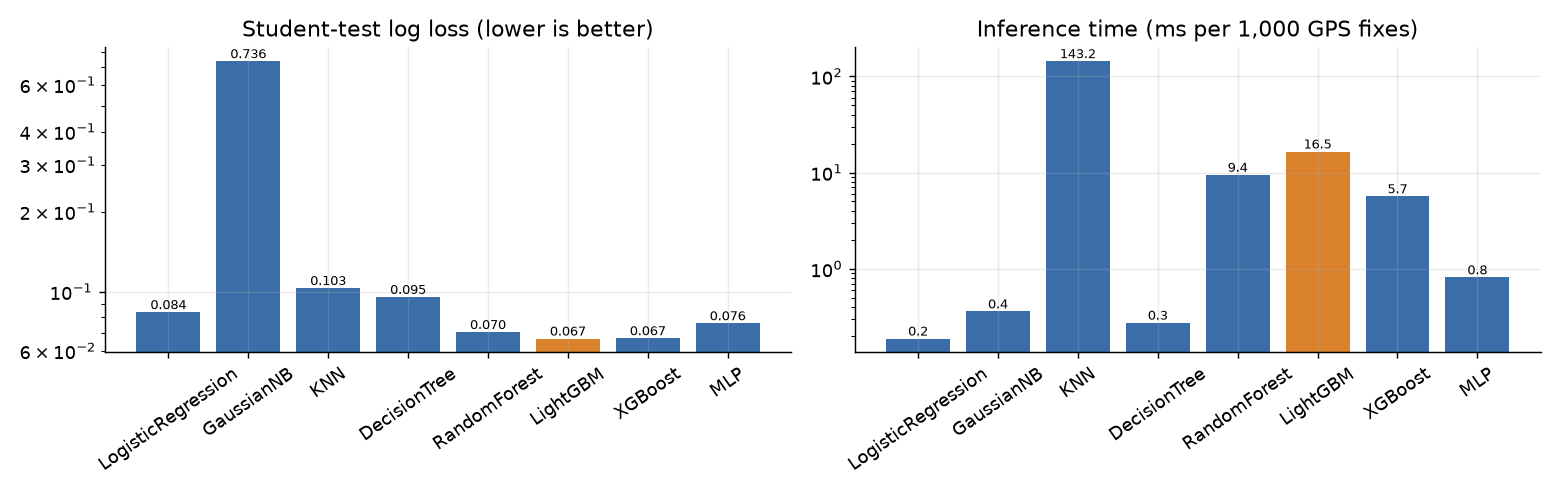 Student-test log loss (lower is better)
6 × 10⁻¹
4 × 10⁻¹
3 × 10⁻¹
2 × 10⁻¹
10⁻¹
6 × 10⁻²
0.084
0.736
0.103
0.095
0.070
0.067
0.067
0.076
LogisticRegression
GaussianNB
KNN
DecisionTree
RandomForest
LightGBM
XGBoost
MLP
Inference time (ms per 1,000 GPS fixes)
10²
10¹
10⁰
0.2
0.4
143.2
0.3
9.4
16.5
5.7
0.8
LogisticRegression
GaussianNB
KNN
DecisionTree
RandomForest
LightGBM
XGBoost
MLP